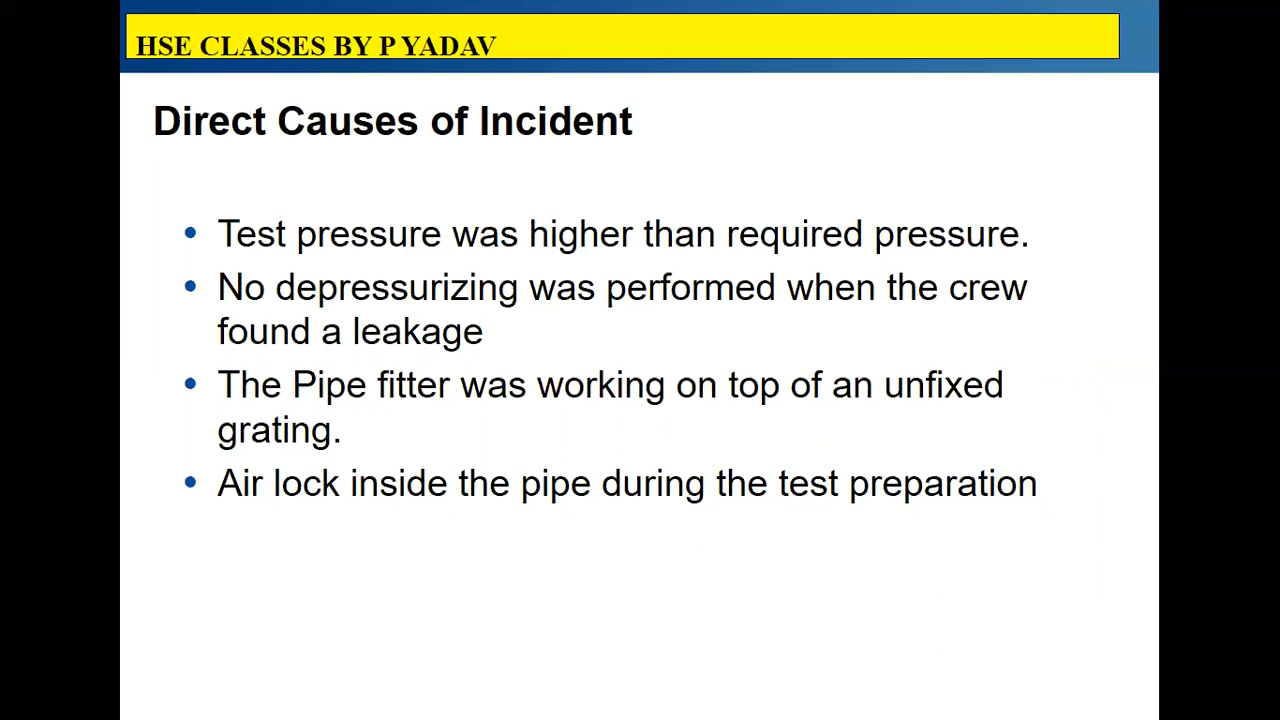 HSE CLASSES BY P YADAV
Direct Causes of Incident
• Test pressure was higher than required pressure.
• No depressurizing was performed when the crew
found a leakage
• The Pipe fitter was working on top of an unfixed
grating.
• Air lock inside the pipe during the test preparation